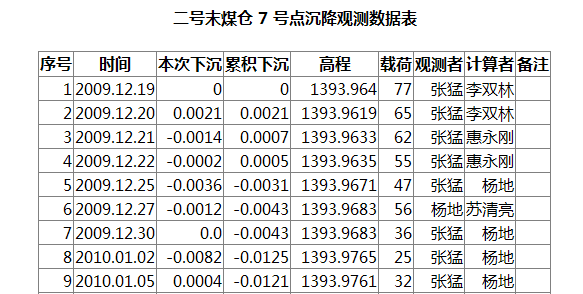 二号末煤仓 7 号点沉降观测数据表
序号 时间 本次下沉 累积下沉 高程 载荷 观测者 计算者 备注
1 2009.12.19 0 0 1393.964 77 张猛 李双林
2 2009.12.20 0.0021 0.0021 1393.9619 65 张猛 李双林
3 2009.12.21 -0.0014 0.0007 1393.9633 62 张猛 惠永刚
4 2009.12.22 -0.0002 0.0005 1393.9635 55 张猛 惠永刚
5 2009.12.25 -0.0036 -0.0031 1393.9671 47 张猛 杨地
6 2009.12.27 -0.0012 -0.0043 1393.9683 56 杨地 苏清亮
7 2009.12.30 0.0 -0.0043 1393.9683 36 张猛 杨地
8 2010.01.02 -0.0082 -0.0125 1393.9765 25 张猛 杨地
9 2010.01.05 0.0004 -0.0121 1393.9761 32 张猛 杨地